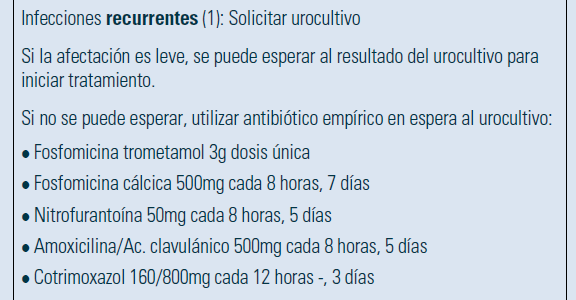 Infecciones recurrentes (1): Solicitar urocultivo
Si la afectación es leve, se puede esperar al resultado del urocultivo para
iniciar tratamiento.
Si no se puede esperar, utilizar antibiótico empírico en espera al urocultivo:
• Fosfomicina trometamol 3g dosis única
• Fosfomicina cálcica 500mg cada 8 horas, 7 días
• Nitrofurantoína 50mg cada 8 horas, 5 días
• Amoxicilina/Ac. clavulánico 500mg cada 8 horas, 5 días
• Cotrimoxazol 160/800mg cada 12 horas -, 3 días